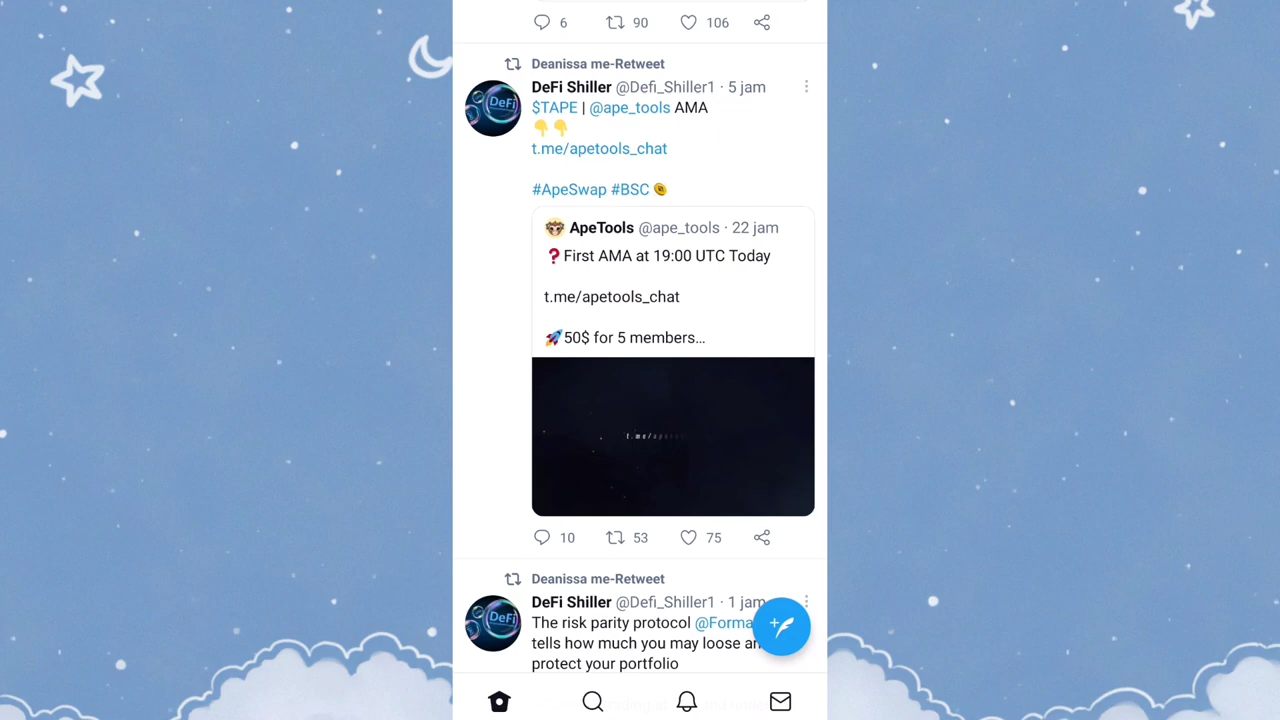 6 90 106
Deanissa me-Retweet
DeFi Shiller @Defi_Shiller1 · 5 jam
$TAPE | @ape_tools AMA
👇👇
t.me/apetools_chat
#ApeSwap #BSC
ApeTools @ape_tools · 22 jam
❓First AMA at 19:00 UTC Today
t.me/apetools_chat
🚀50$ for 5 members…
10 53 75
Deanissa me-Retweet
DeFi Shiller @Defi_Shiller1 · 1 jam
The risk parity protocol
tells how much you may loose
protect your portfolio